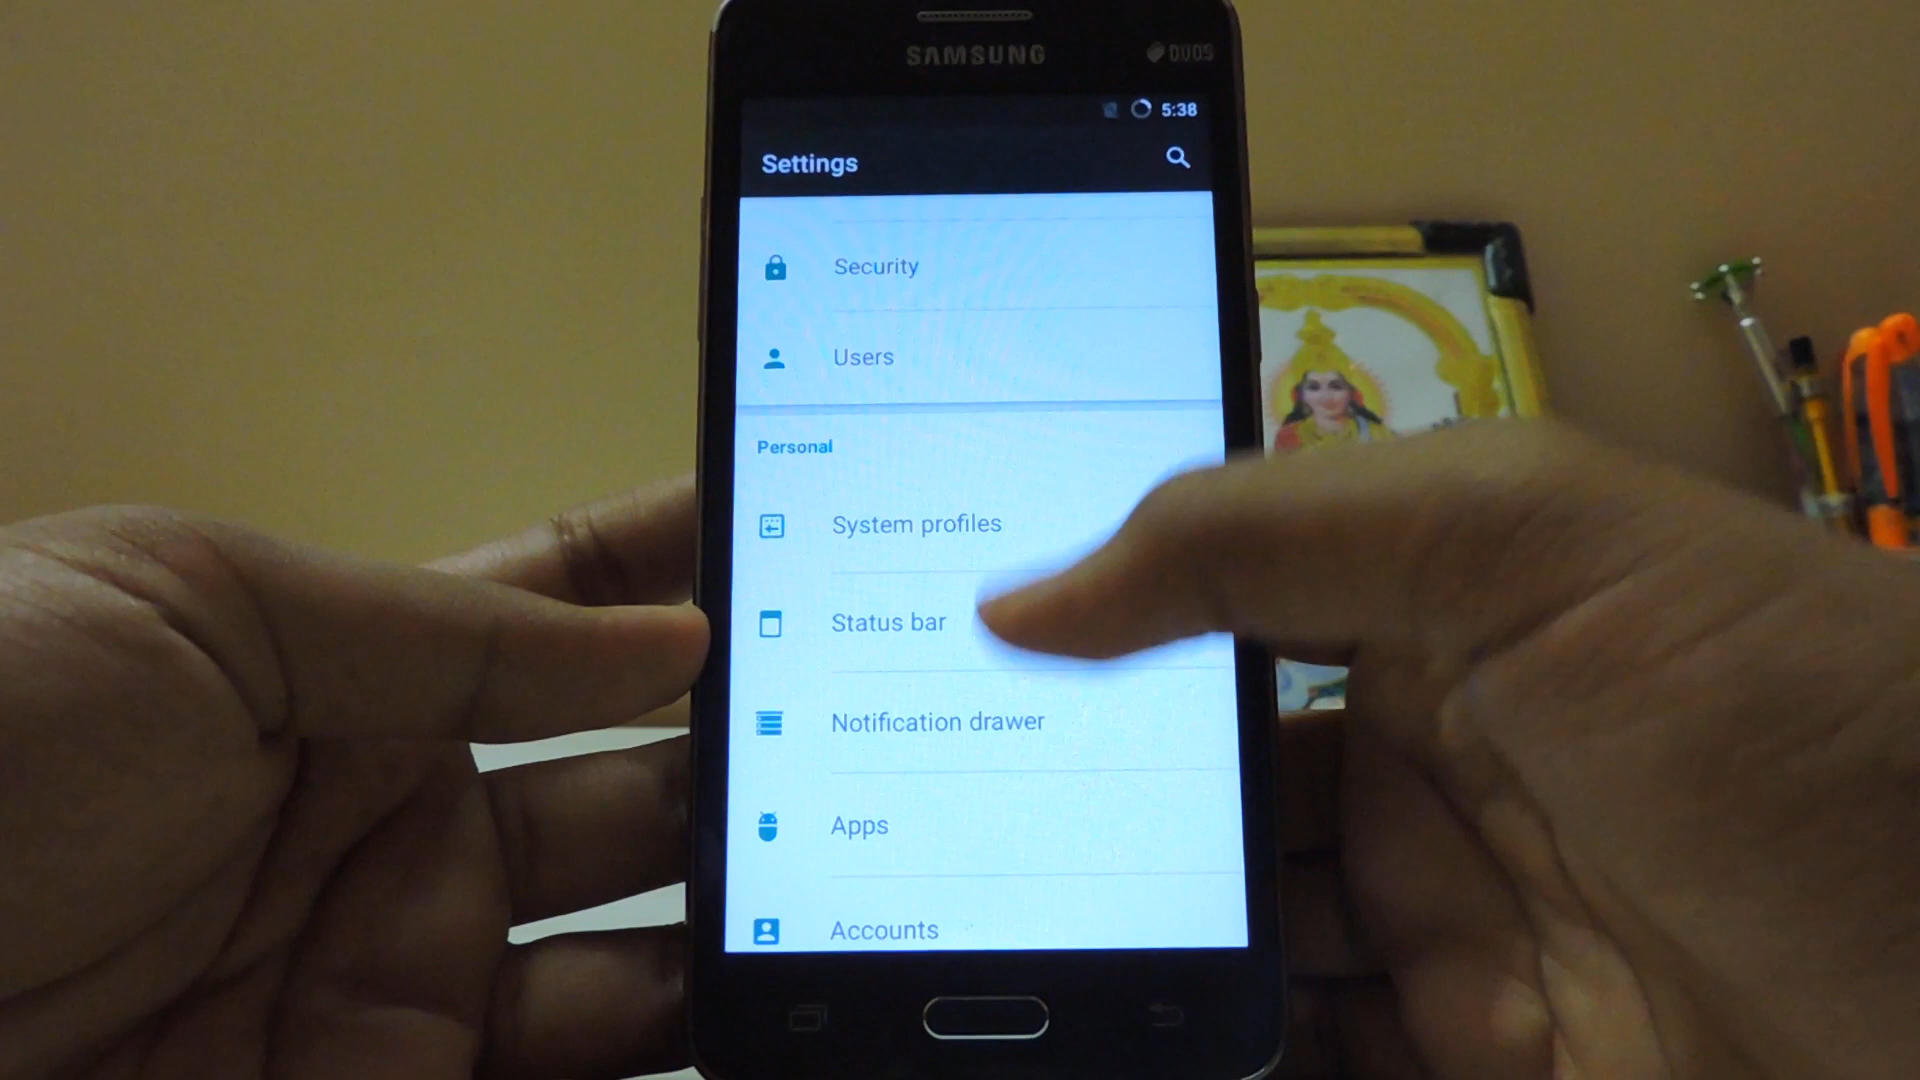 SAMSUNG
DUOS
5:38
Settings
Security
Users
Personal
System profiles
Status bar
Notification drawer
Apps
Accounts